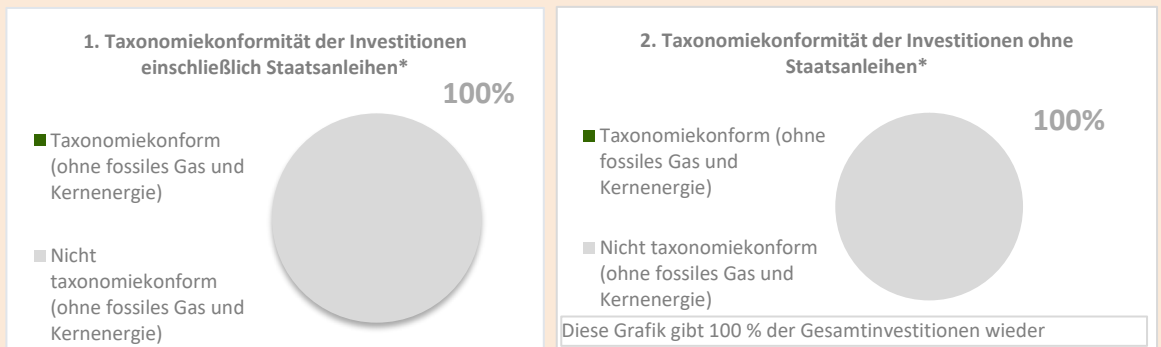 1. Taxonomiekonformität der Investitionen
einschließlich Staatsanleihen*
100%
Taxonomiekonform
(ohne fossiles Gas und
Kernenergie)
Nicht
taxonomiekonform
(ohne fossiles Gas und
Kernenergie)
2. Taxonomiekonformität der Investitionen ohne
Staatsanleihen*
100%
Taxonomiekonform (ohne
fossiles Gas und
Kernenergie)
Nicht taxonomiekonform
(ohne fossiles Gas und
Kernenergie)
Diese Grafik gibt 100 % der Gesamtinvestitionen wieder